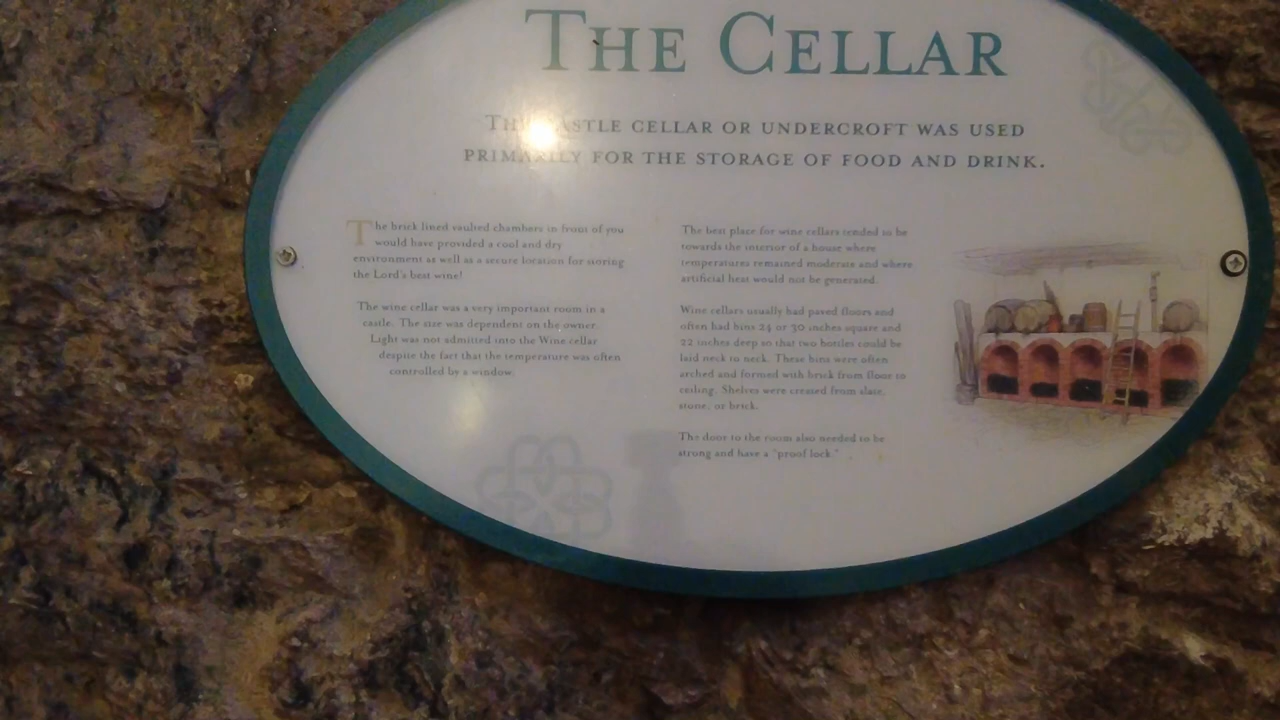 THE CELLAR
THE CASTLE CELLAR OR UNDERCROFT WAS USED
PRIMARILY FOR THE STORAGE OF FOOD AND DRINK.
The brick lined vaulted chambers in front of you
would have provided a cool and dry
environment as well as a secure location for storing
the Lord's best wine!
The wine cellar was a very important room in a
castle. The size was dependent on the owner.
Light was not admitted into the Wine cellar
despite the fact that the temperature was often
controlled by a window.
The best place for wine cellars tended to be
towards the interior of a house where
temperatures remained moderate and where
artificial heat would not be generated.
Wine cellars usually had paved floors and
often had bins 24 or 30 inches square and
22 inches deep so that two bottles could be
laid neck to neck. These bins were often
arched and formed with brick from floor to
ceiling. Shelves were created from slate,
stone, or brick.
The door to the room also needed to be
strong and have a "proof lock."